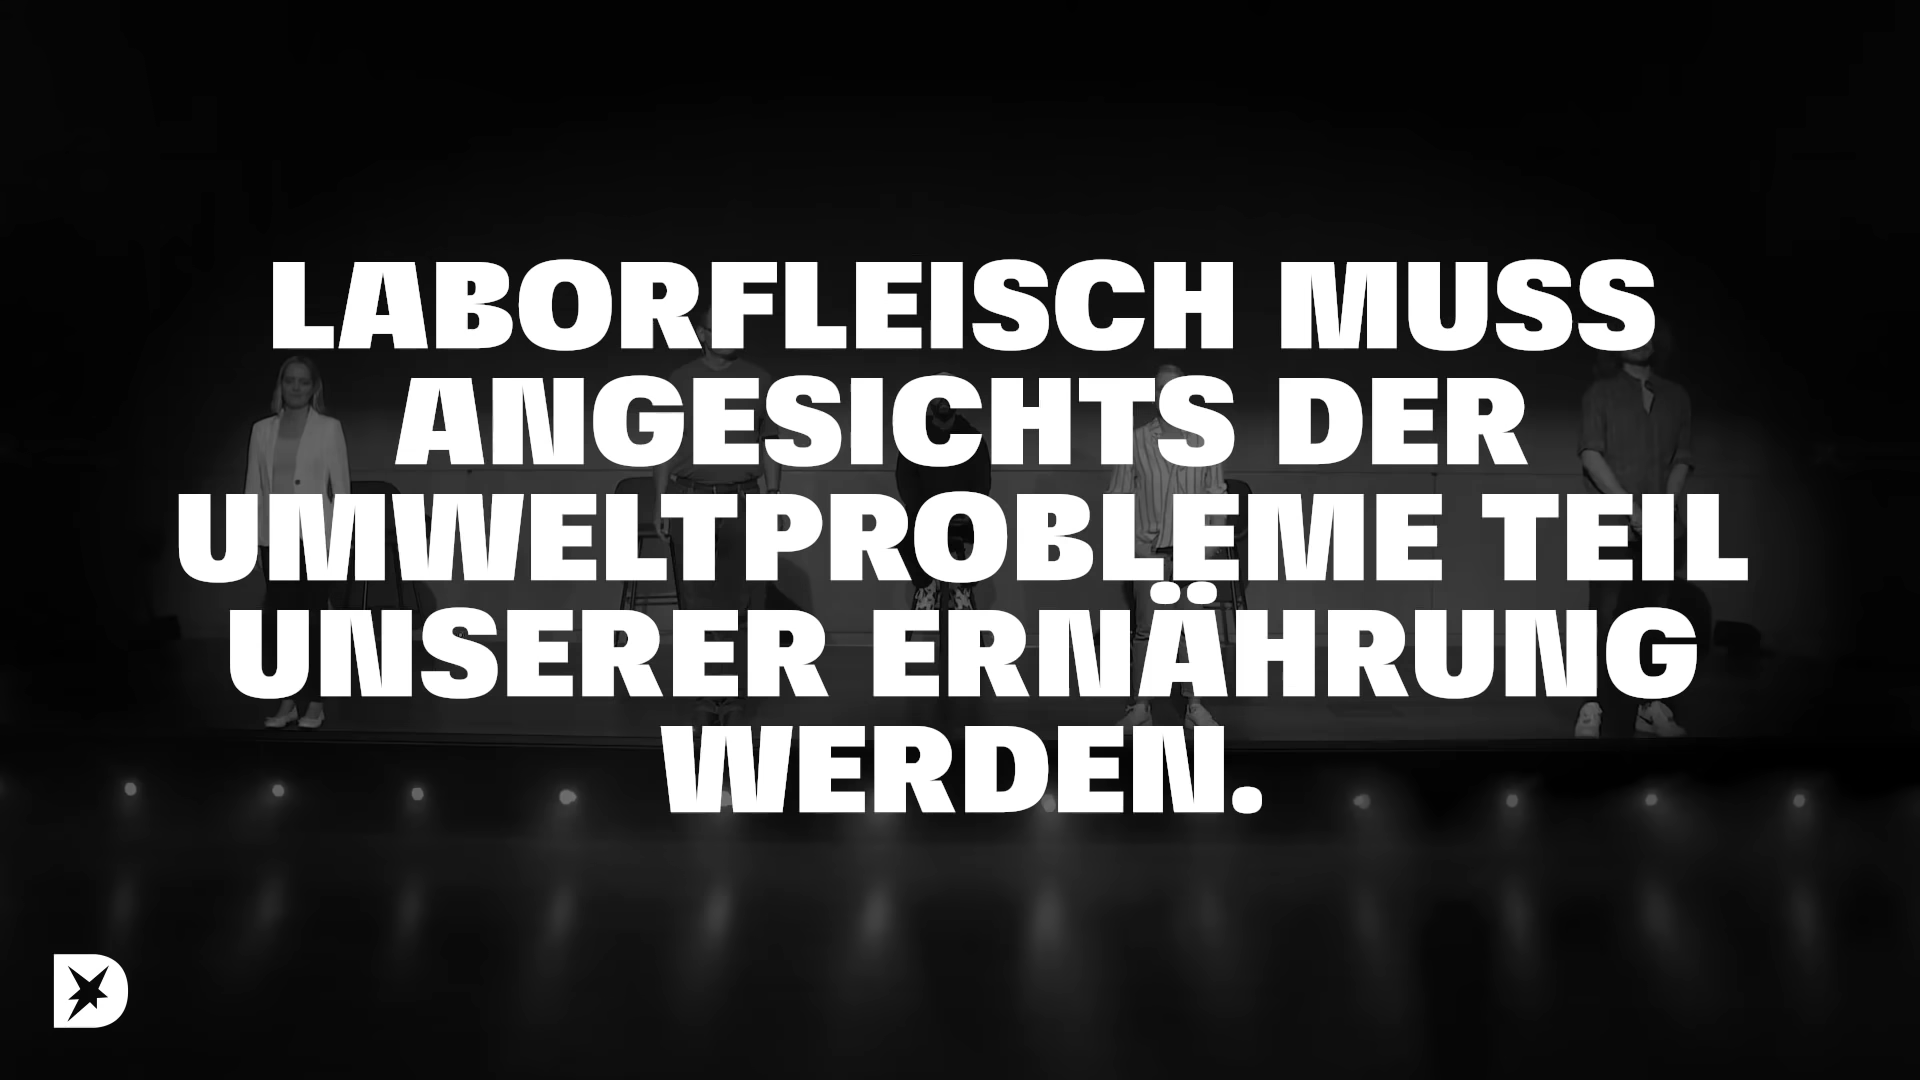 LABORFLEISCH MUSS
ANGESICHTS DER
UMWELTPROBLEME TEIL
UNSERER ERNÄHRUNG
WERDEN.